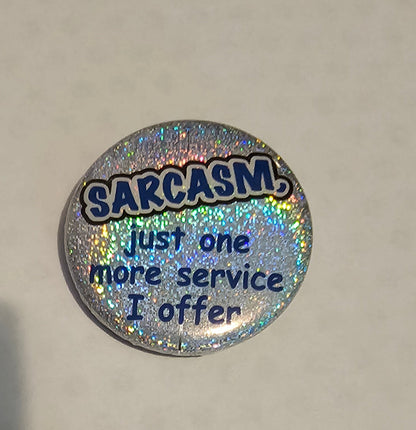 SARCASM,
just one
more service
I offer